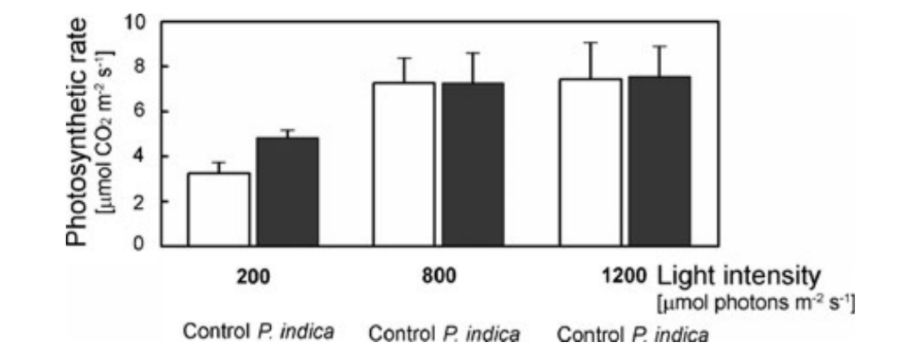 Photosynthetic rate
[μmol CO₂ m⁻² s⁻¹]
10
8
6
4
2
0
200 800 1200 Light intensity
[μmol photons m⁻² s⁻¹]
Control P. indica Control P. indica Control P. indica